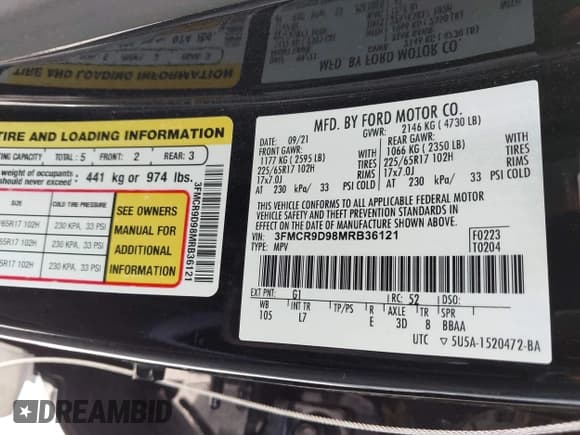 TIRE AND LOADING INFORMATION
TING CAPACITY TOTAL: 5 FRONT: 2 REAR: 3
weight of occupants
should never exceed 441 kg or 974 lbs.
SIZE COLD TIRE PRESSURE
65R17 102H 230 KPA, 33 PSI
65R17 102H 230 KPA, 33 PSI
5R17 102H 230 KPA, 33 PSI
SEE OWNERS
MANUAL FOR
ADDITIONAL
INFORMATION
3FMCR9D98MRB36121
MFD. BY FORD MOTOR CO.
DATE: 09/21 GVWR: 2146 KG ( 4730 LB)
FRONT GAWR: REAR GAWR:
1177 KG ( 2595 LB) WITH 1066 KG ( 2350 LB) WITH
225/65R17 102H TIRES 225/65R17 102H TIRES
17x7.0J RIMS 17x7.0J RIMS
AT 230 kPa/ 33 PSI COLD AT 230 kPa/ 33 PSI COLD
THIS VEHICLE CONFORMS TO ALL APPLICABLE FEDERAL MOTOR
VEHICLE SAFETY AND THEFT PREVENTION STANDARDS IN
EFFECT ON THE DATE OF MANUFACTURE SHOWN ABOVE.
VIN: 3FMCR9D98MRB36121
TYPE: MPV
F0223
T0204
EXT PNT: G1 RC: 52 DSO:
WB INT TR TP/PS R AXLE TR SPR
105 L7 E 3D 8 BBAA
UTC ▽ 5U5A-1520472-BA
DREAMBID